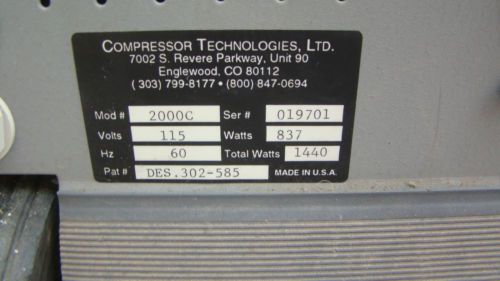 COMPRESSOR TECHNOLOGIES, LTD.
7002 S. Revere Parkway, Unit 90
Englewood, CO 80112
( 303) 799-8177 • (800) 847-0694
Mod # 2000C Ser # 019701
Volts 115 Watts 837
Hz 60 Total Watts 1440
Pat # DES.302-585 MADE IN U.S.A.